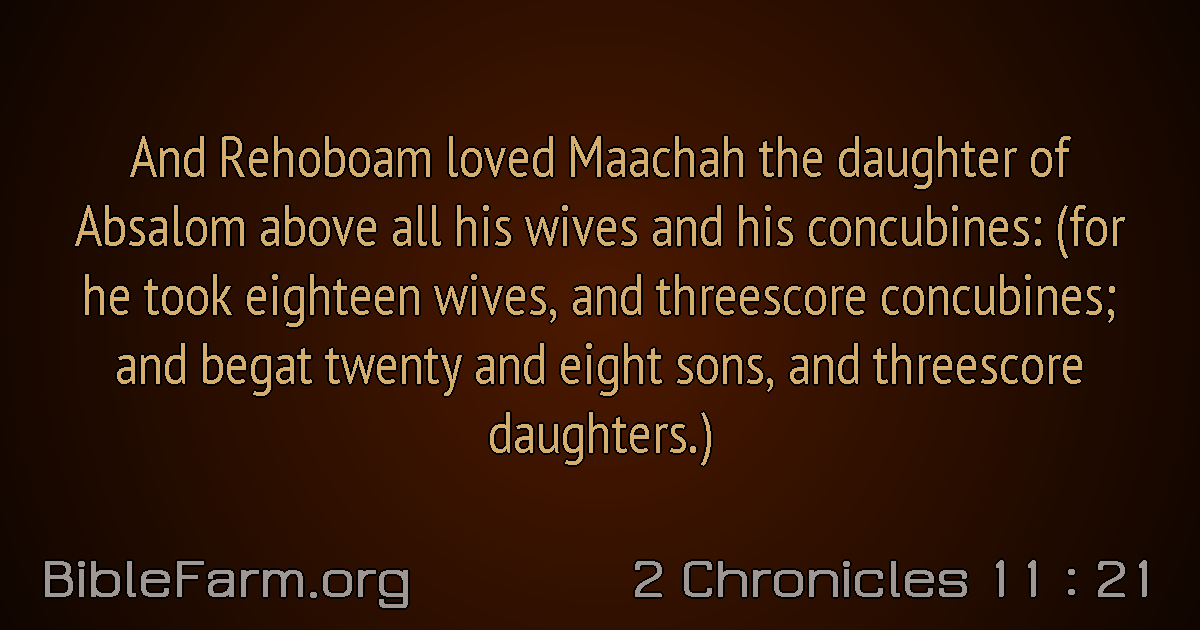 And Rehoboam loved Maachah the daughter of
Absalom above all his wives and his concubines: (for
he took eighteen wives, and threescore concubines;
and begat twenty and eight sons, and threescore
daughters.)
BibleFarm.org
2 Chronicles 11 : 21